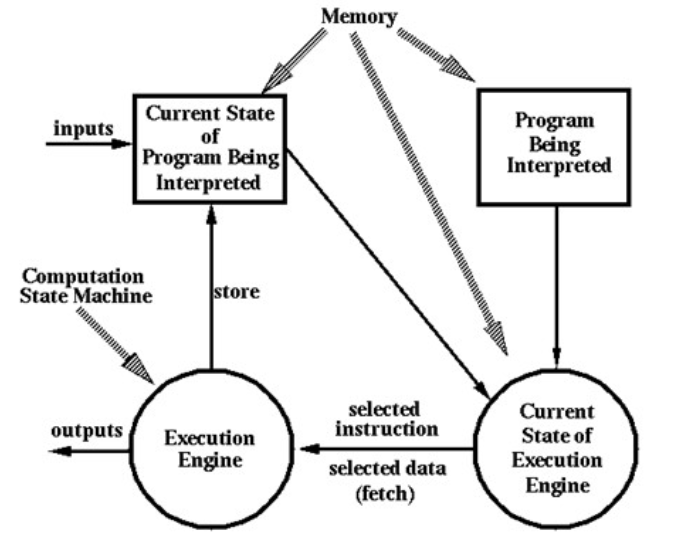 Memory
inputs
Current State
of
Program Being
Interpreted
Program
Being
Interpreted
Computation
State Machine
store
outputs
Execution
Engine
selected
instruction
selected data
(fetch)
Current
State of
Execution
Engine